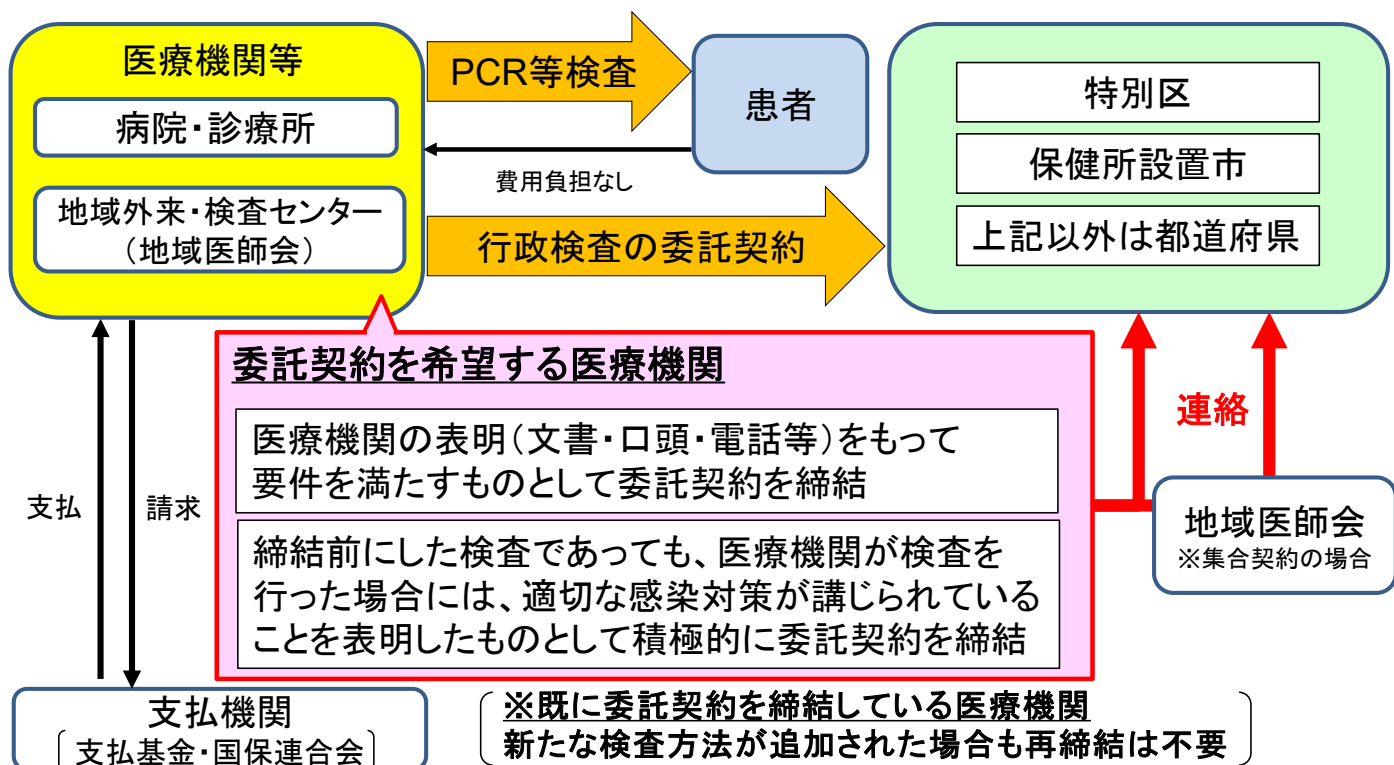 医療機関等
病院・診療所
地域外来・検査センター
（地域医師会）
PCR等検査
患者
費用負担なし
行政検査の委託契約
特別区
保健所設置市
上記以外は都道府県
委託契約を希望する医療機関
医療機関の表明（文書・口頭・電話等）をもって
要件を満たすものとして委託契約を締結
締結前にした検査であっても、医療機関が検査を
行った場合には、適切な感染対策が講じられている
ことを表明したものとして積極的に委託契約を締結
連絡
地域医師会
※集合契約の場合
支払
請求
支払機関
支払基金・国保連合会
※既に委託契約を締結している医療機関
新たな検査方法が追加された場合も再締結は不要